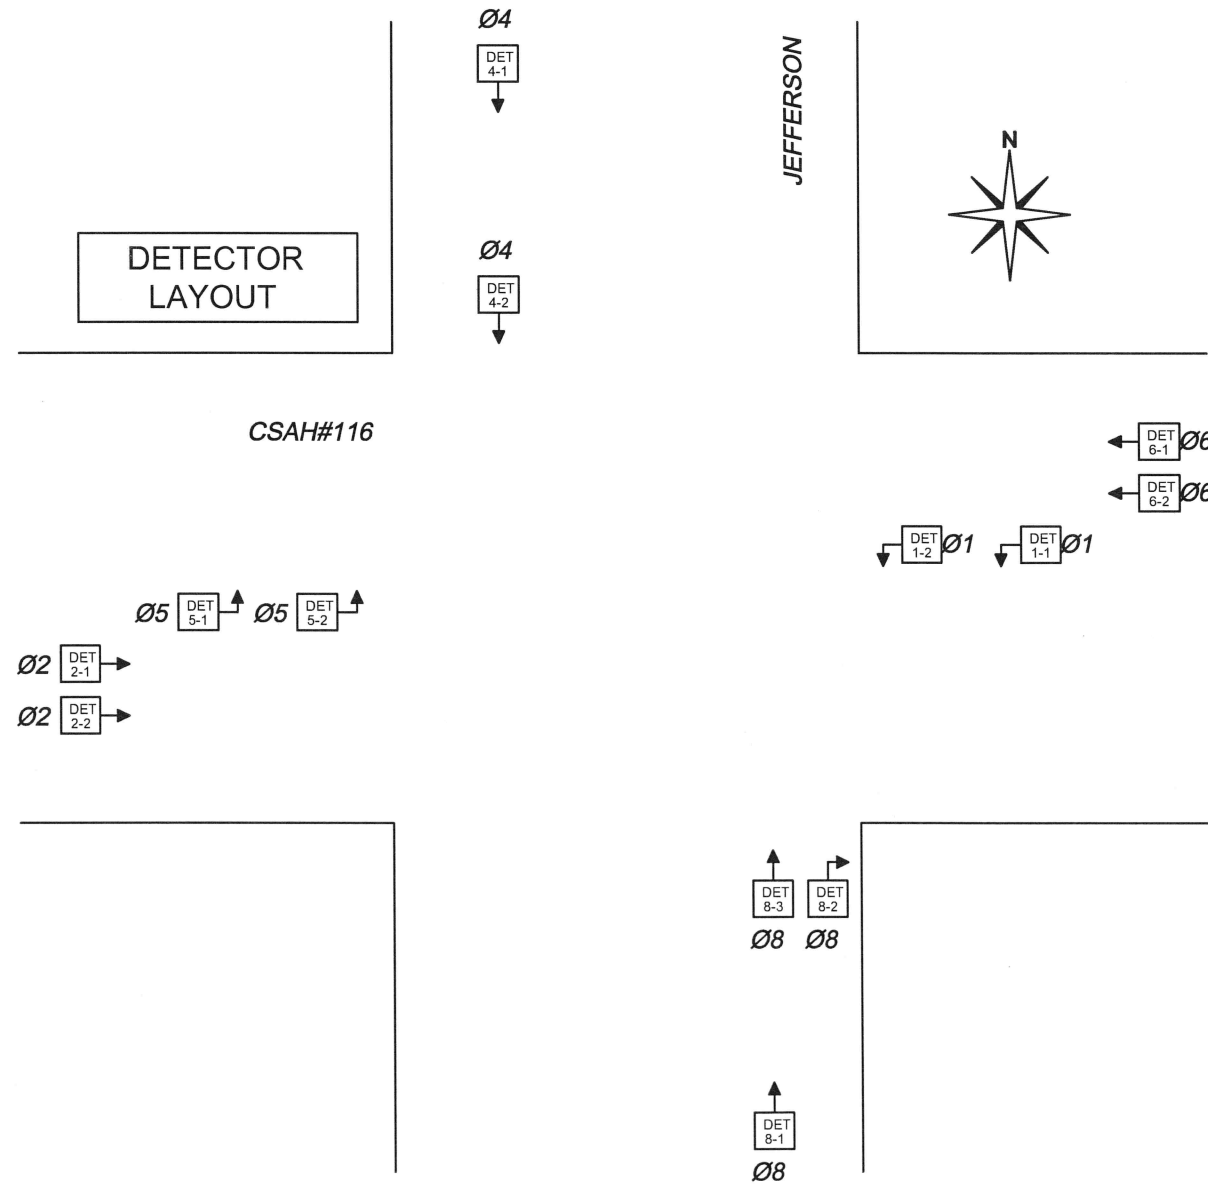 Ø4
DET
4-1
JEFFERSON
N
DETECTOR
LAYOUT
Ø4
DET
4-2
CSAH#116
DET
6-1
Ø6
DET
6-2
Ø6
DET
1-2
Ø1
DET
1-1
Ø1
Ø5
DET
5-1
Ø5
DET
5-2
Ø2
DET
2-1
Ø2
DET
2-2
DET
8-3
DET
8-2
Ø8
Ø8
DET
8-1
Ø8